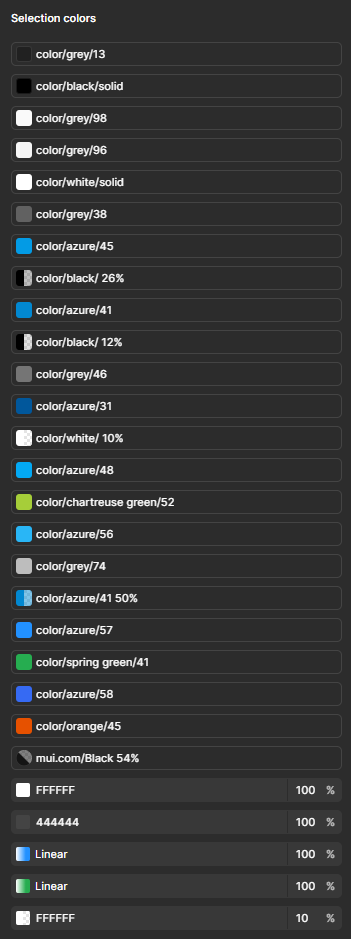 Selection colors
color/grey/13
color/black/solid
color/grey/98
color/grey/96
color/white/solid
color/grey/38
color/azure/45
color/black/ 26%
color/azure/41
color/black/ 12%
color/grey/46
color/azure/31
color/white/ 10%
color/azure/48
color/chartreuse green/52
color/azure/56
color/grey/74
color/azure/41 50%
color/azure/57
color/spring green/41
color/azure/58
color/orange/45
mui.com/Black 54%
FFFFFF 100 %
444444 100 %
Linear 100 %
Linear 100 %
FFFFFF 10 %